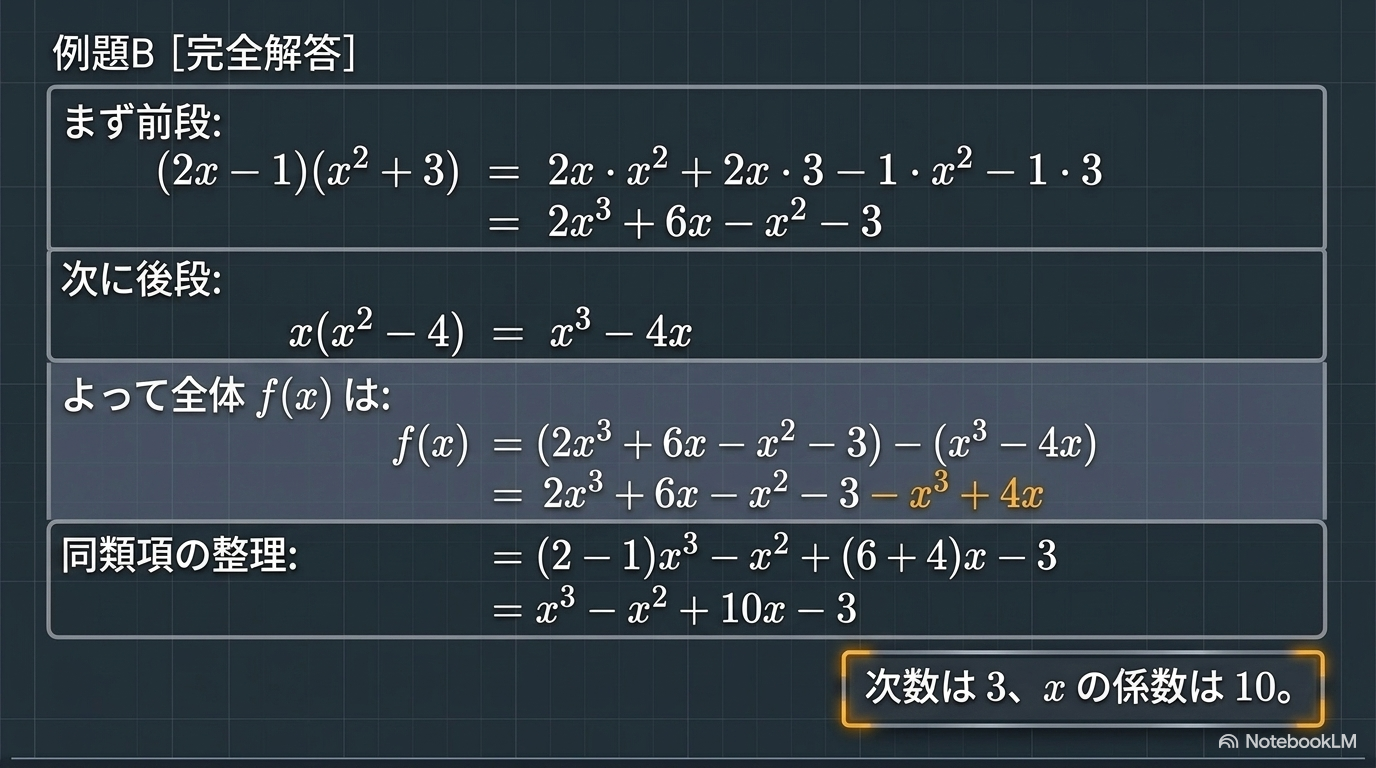 例題B［完全解答］
まず前段:
(2x − 1)(x² + 3) = 2x · x² + 2x · 3 − 1 · x² − 1 · 3
= 2x³ + 6x − x² − 3
次に後段:
x(x² − 4) = x³ − 4x
よって全体 f(x) は:
f(x) = (2x³ + 6x − x² − 3) − (x³ − 4x)
= 2x³ + 6x − x² − 3 − x³ + 4x
同類項の整理: = (2 − 1)x³ − x² + (6 + 4)x − 3
= x³ − x² + 10x − 3
次数は 3、x の係数は 10。
NotebookLM